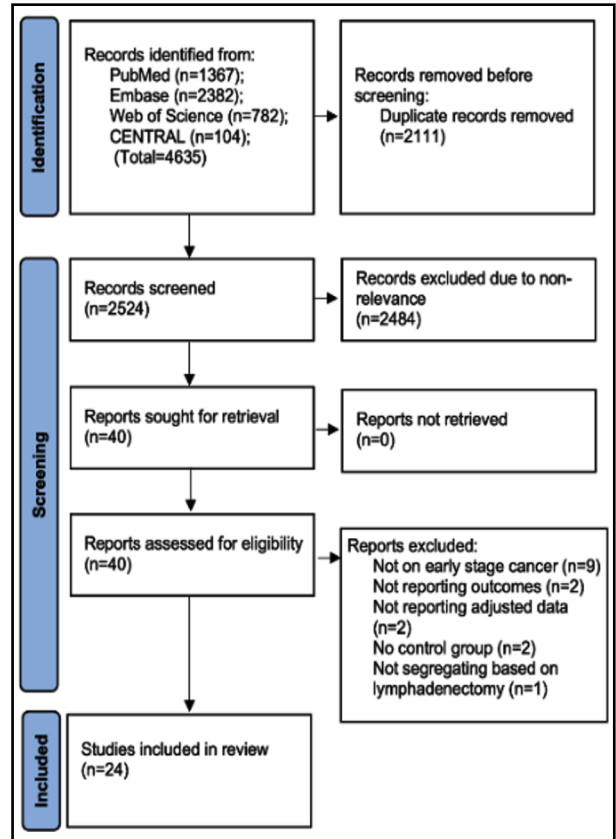 Identification
Records identified from:
PubMed (n=1367);
Embase (n=2382);
Web of Science (n=782);
CENTRAL (n=104);
(Total=4635)
Records removed before
screening:
Duplicate records removed
(n=2111)
Screening
Records screened
(n=2524)
Records excluded due to non-
relevance
(n=2484)
Reports sought for retrieval
(n=40)
Reports not retrieved
(n=0)
Reports assessed for eligibility
(n=40)
Reports excluded:
Not on early stage cancer (n=9)
Not reporting outcomes (n=2)
Not reporting adjusted data
(n=2)
No control group (n=2)
Not segregating based on
lymphadenectomy (n=1)
Included
Studies included in review
(n=24)